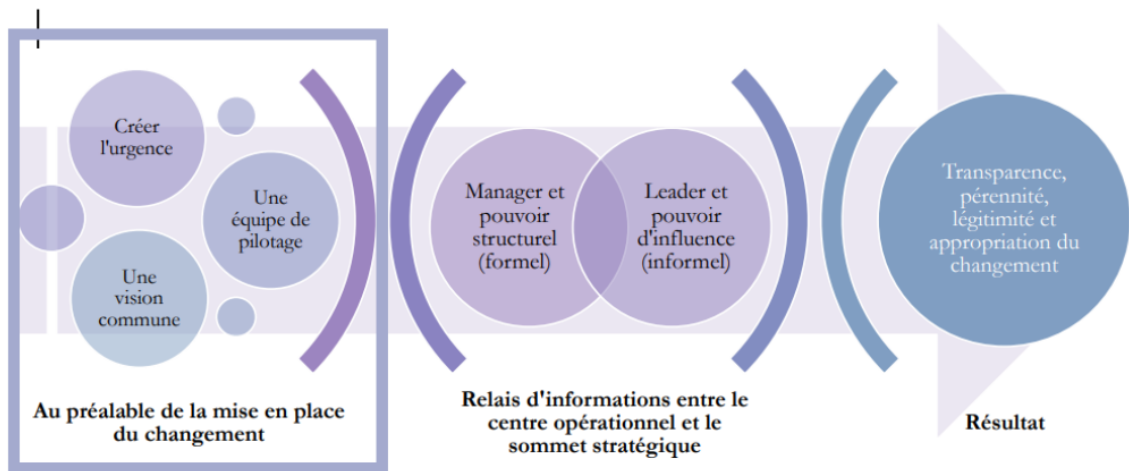 Créer
l'urgence
Une
équipe de
pilotage
Une
vision
commune
Au préalable de la mise en place
du changement
Manager et
pouvoir
structurel
(formel)
Leader et
pouvoir
d'influence
(informel)
Relais d'informations entre le
centre opérationnel et le
sommet stratégique
Transparence,
pérennité,
légitimité et
appropriation du
changement
Résultat